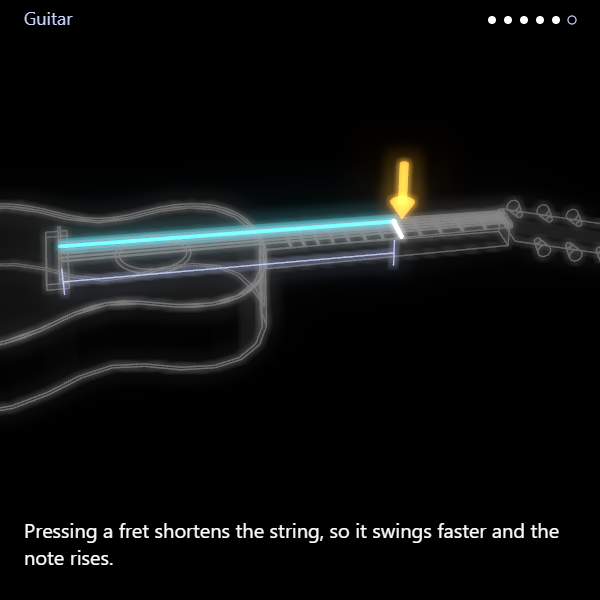 Guitar
Pressing a fret shortens the string, so it swings faster and the
note rises.